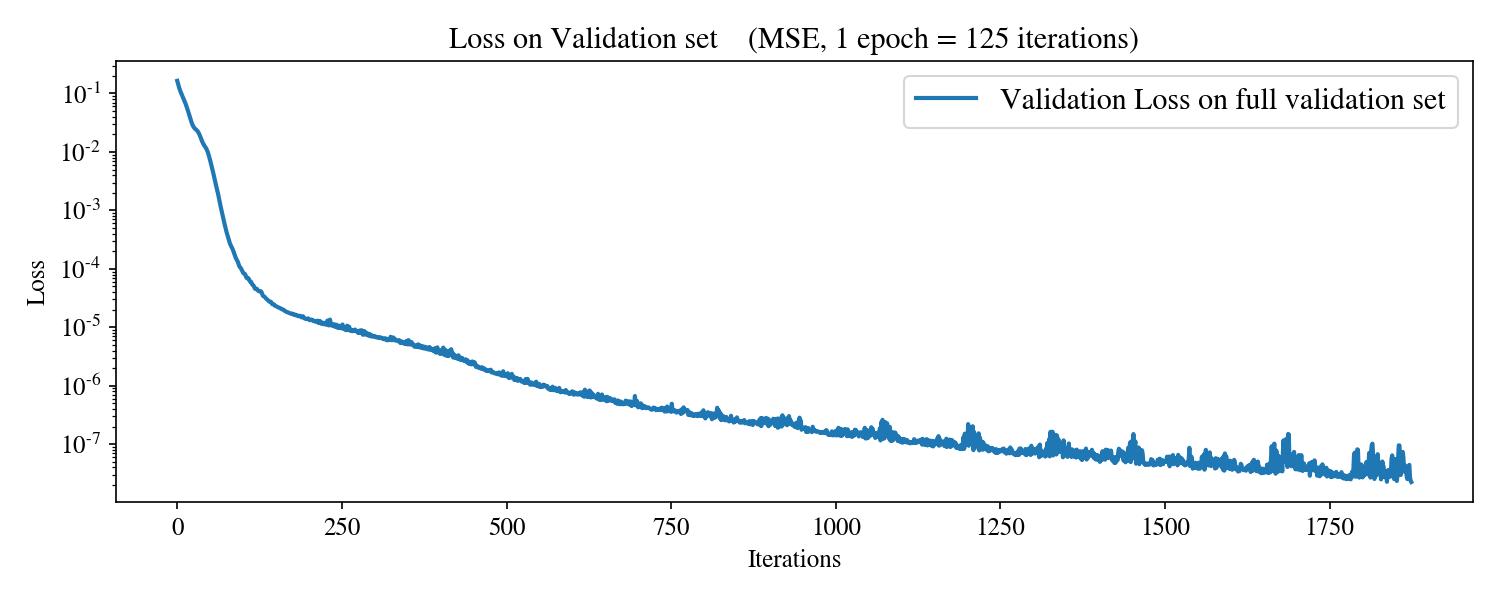 Loss on Validation set (MSE, 1 epoch = 125 iterations)
Validation Loss on full validation set
Loss
10⁻¹
10⁻²
10⁻³
10⁻⁴
10⁻⁵
10⁻⁶
10⁻⁷
0 250 500 750 1000 1250 1500 1750
Iterations